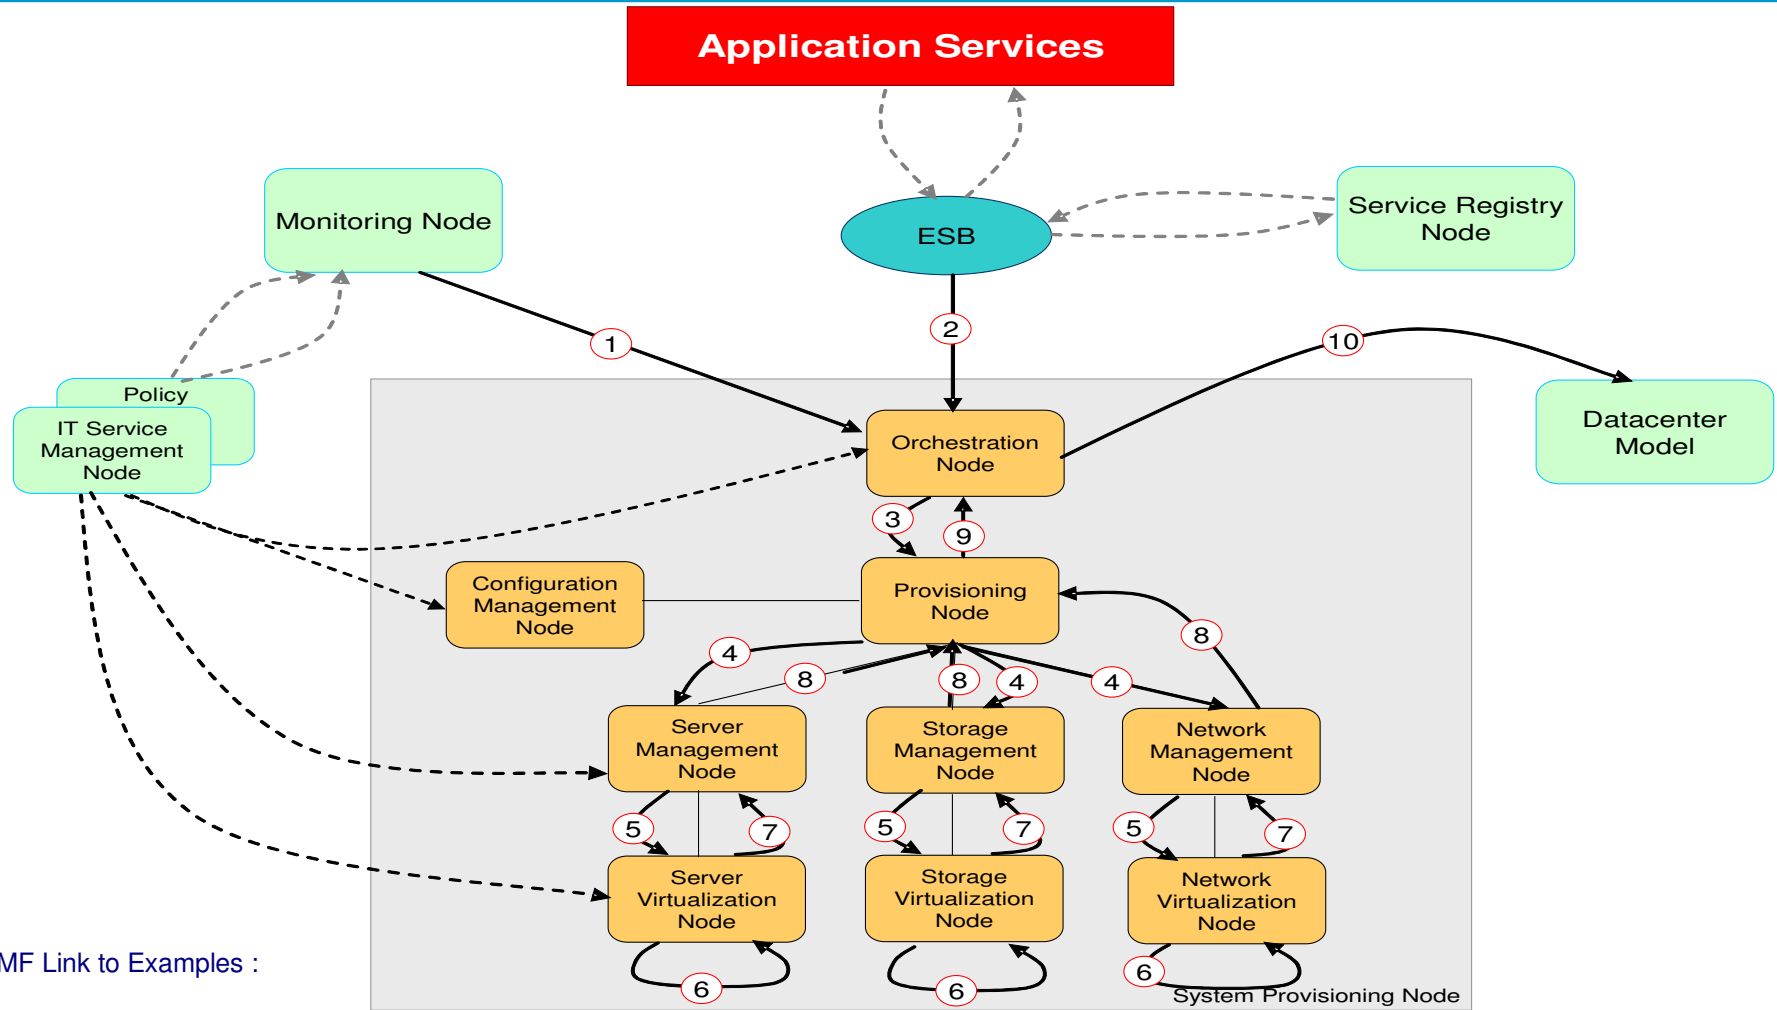 Application Services
Monitoring Node
ESB
Service Registry
Node
1
2
10
Policy
IT Service
Management
Node
Orchestration
Node
Datacenter
Model
3
9
Configuration
Management
Node
Provisioning
Node
4
8
8
4
4
8
Server
Management
Node
Storage
Management
Node
Network
Management
Node
5
7
5
7
5
7
Server
Virtualization
Node
Storage
Virtualization
Node
Network
Virtualization
Node
6
6
6
MF Link to Examples :
System Provisioning Node